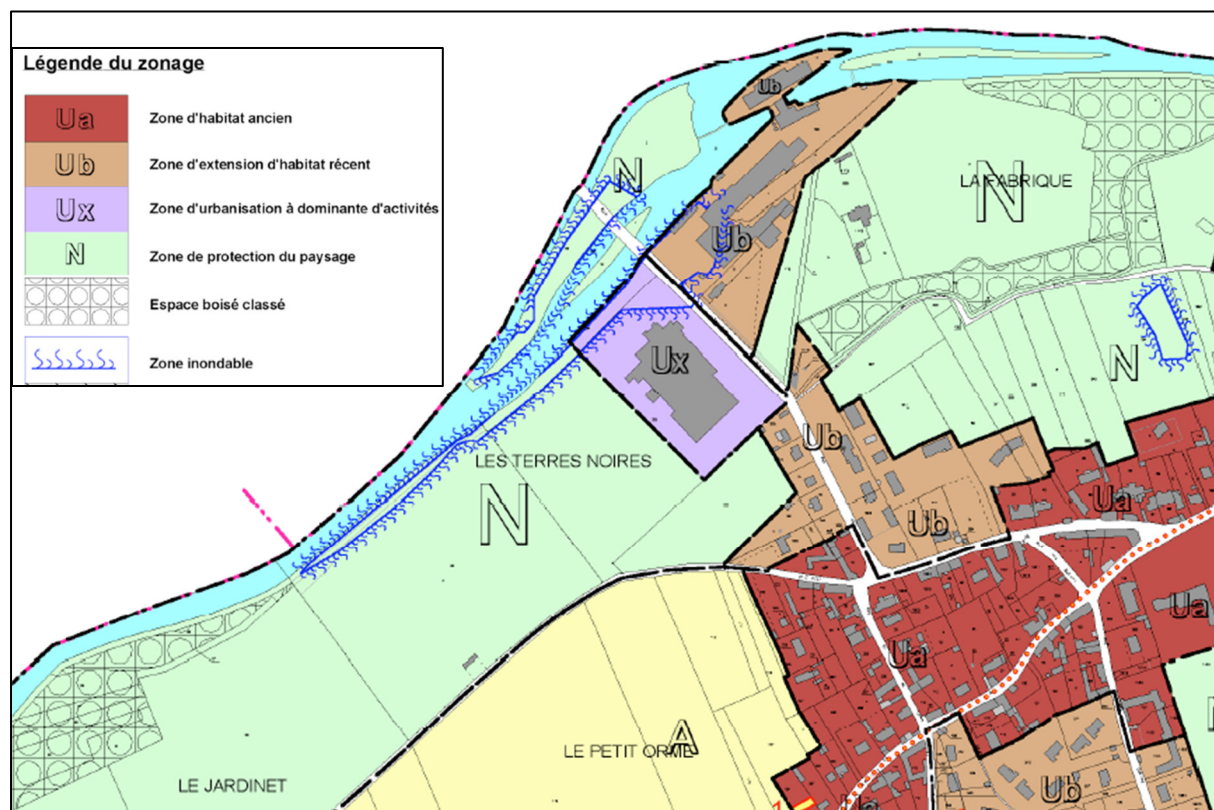 Légende du zonage
Ua
Zone d'habitat ancien
Ub
Zone d'extension d'habitat récent
Ux
Zone d'urbanisation à dominante d'activités
N
Zone de protection du paysage
Espace boisé classé
Zone inondable
Ub
N
LA FABRIQUE
N
Ub
Ux
N
Ub
LES TERRES NOIRES
N
Ua
Ub
Ua
Ua
A
LE PETIT ORME
LE JARDINET
Ub
Ua